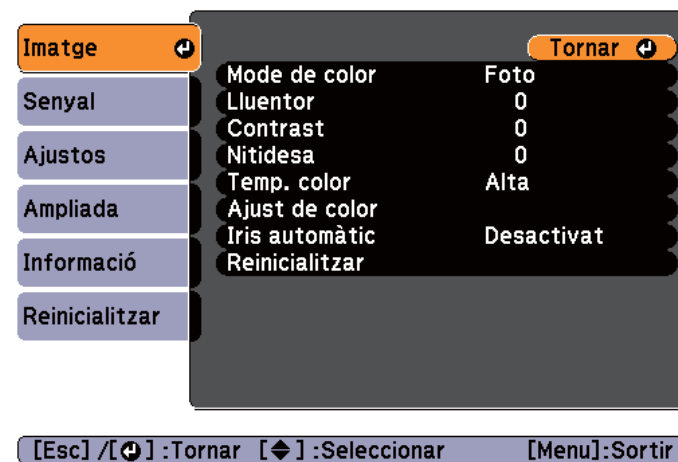 Imatge
Senyal
Ajustos
Ampliada
Informació
Reinicialitzar
Tornar
Mode de color Foto
Lluentor 0
Contrast 0
Nitidesa 0
Temp. color Alta
Ajust de color
Iris automàtic Desactivat
Reinicialitzar
[Esc] /[⏎] :Tornar [◆] :Seleccionar [Menu]:Sortir